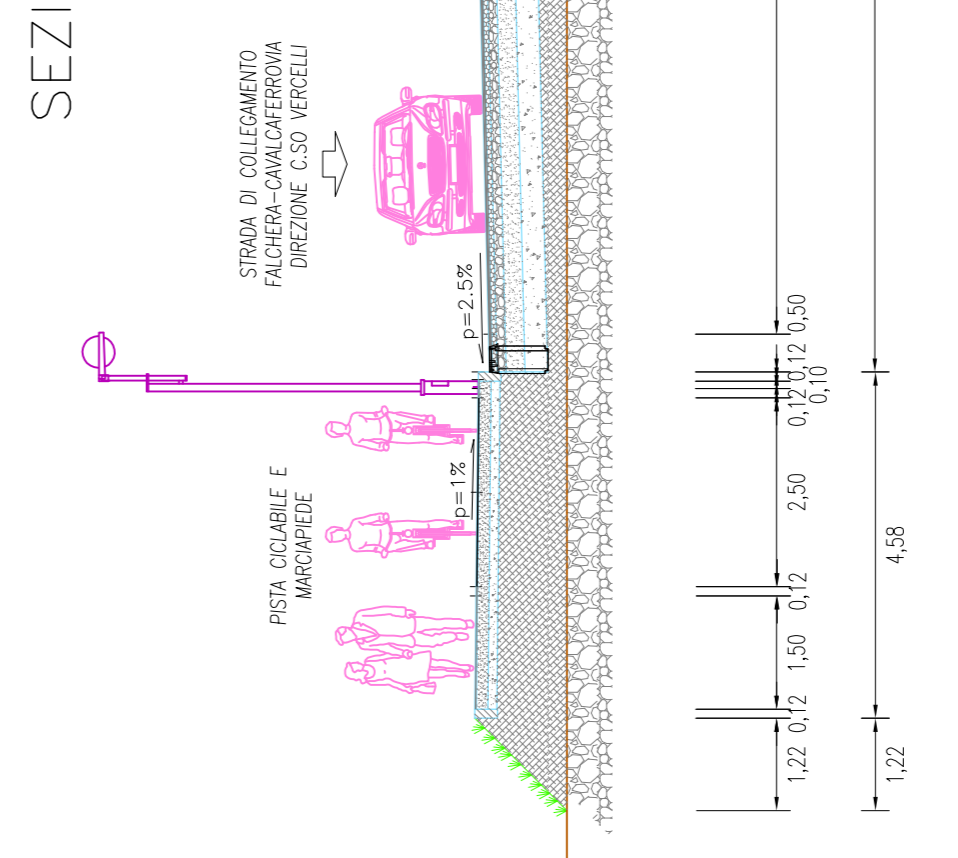 SEZI
STRADA DI COLLEGAMENTO
FALCHERA-CAVALCAFERROVIA
DIREZIONE C.SO VERCELLI
PISTA CICLABILE E
MARCIAPIEDE
p=1%
p=2.5%
1,22
0,12
1,50
0,12
2,50
0,12
0,10
0,12
0,50
1,22
4,58